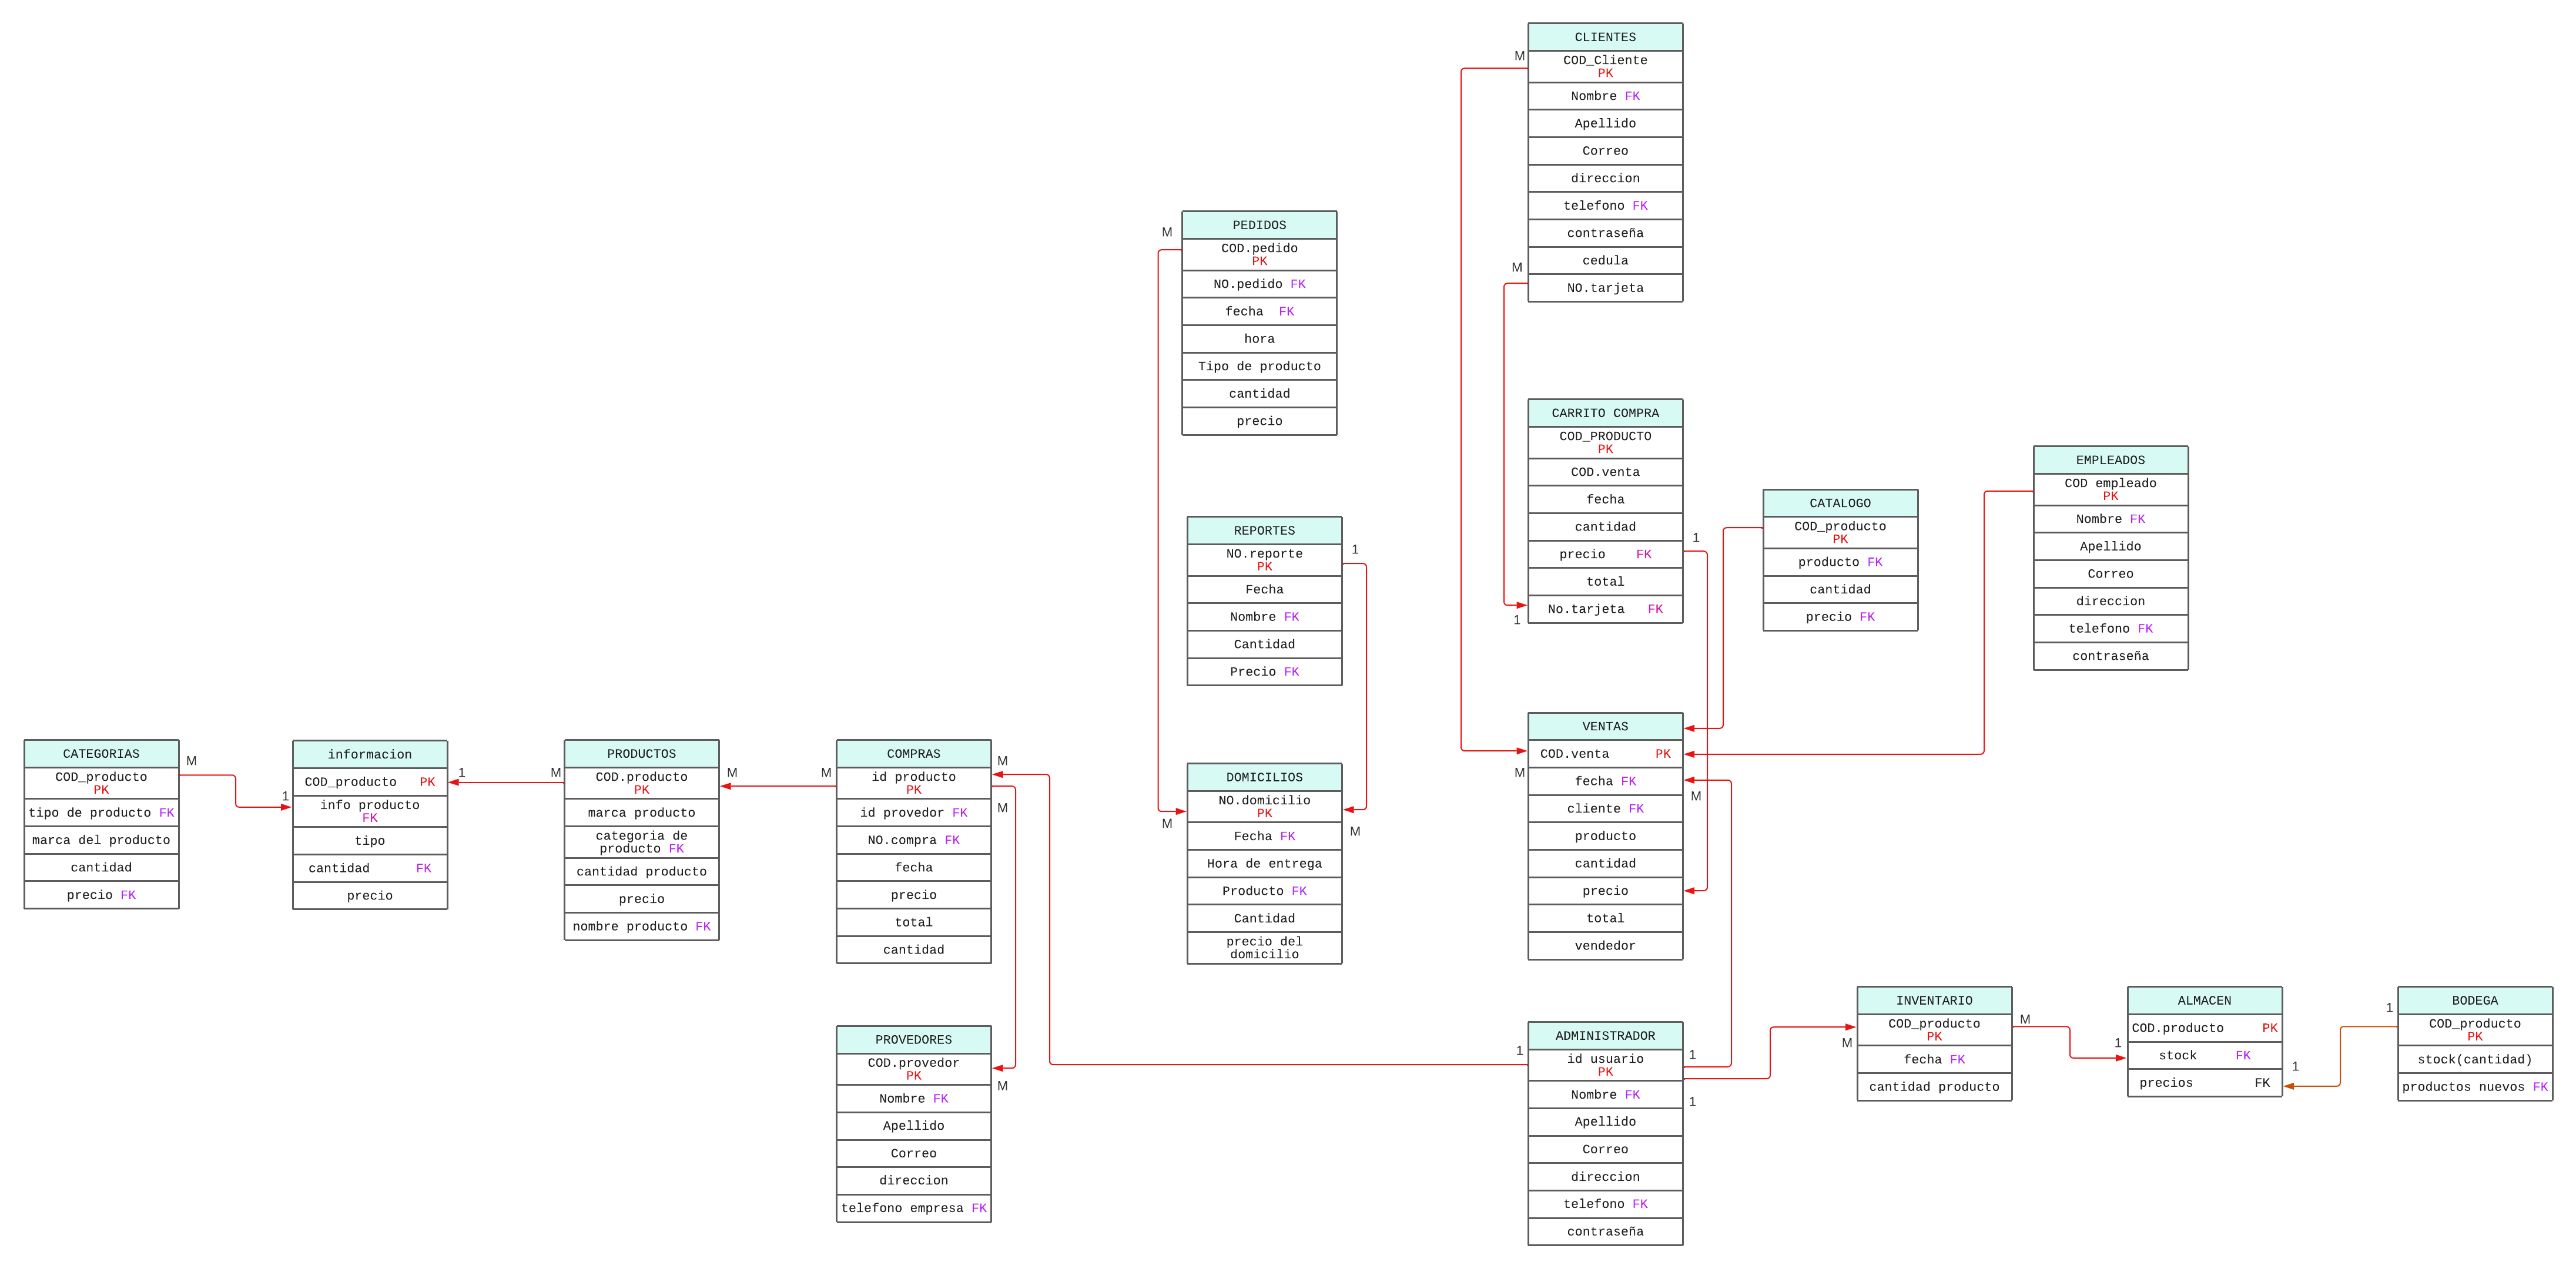 CLIENTES
COD_Cliente
PK
Nombre FK
Apellido
Correo
direccion
telefono FK
contraseña
cedula
NO.tarjeta
M
M
PEDIDOS
COD.pedido
PK
NO.pedido FK
fecha FK
hora
Tipo de producto
cantidad
precio
M
CARRITO COMPRA
COD_PRODUCTO
PK
COD.venta
fecha
cantidad
precio FK
total
No.tarjeta FK
1
1
EMPLEADOS
COD empleado
PK
Nombre FK
Apellido
Correo
direccion
telefono FK
contraseña
CATALOGO
COD_producto
PK
producto FK
cantidad
precio FK
REPORTES
NO.reporte
PK
Fecha
Nombre FK
Cantidad
Precio FK
1
CATEGORIAS
COD_producto
PK
tipo de producto FK
marca del producto
cantidad
precio FK
M
1
informacion
COD_producto PK
info producto
FK
tipo
cantidad FK
precio
1
M
PRODUCTOS
COD.producto
PK
marca producto
categoria de
producto FK
cantidad producto
precio
nombre producto FK
M
M
COMPRAS
id producto
PK
id provedor FK
NO.compra FK
fecha
precio
total
cantidad
M
M
DOMICILIOS
NO.domicilio
PK
Fecha FK
Hora de entrega
Producto FK
Cantidad
precio del
domicilio
M
M
VENTAS
COD.venta PK
fecha FK
cliente FK
producto
cantidad
precio
total
vendedor
M
M
PROVEDORES
COD.provedor
PK
Nombre FK
Apellido
Correo
direccion
telefono empresa FK
M
ADMINISTRADOR
id usuario
PK
Nombre FK
Apellido
Correo
direccion
telefono FK
contraseña
1
1
1
INVENTARIO
COD_producto
PK
fecha FK
cantidad producto
M
M
ALMACEN
COD.producto PK
stock FK
precios FK
1
1
BODEGA
COD_producto
PK
stock(cantidad)
productos nuevos FK
1